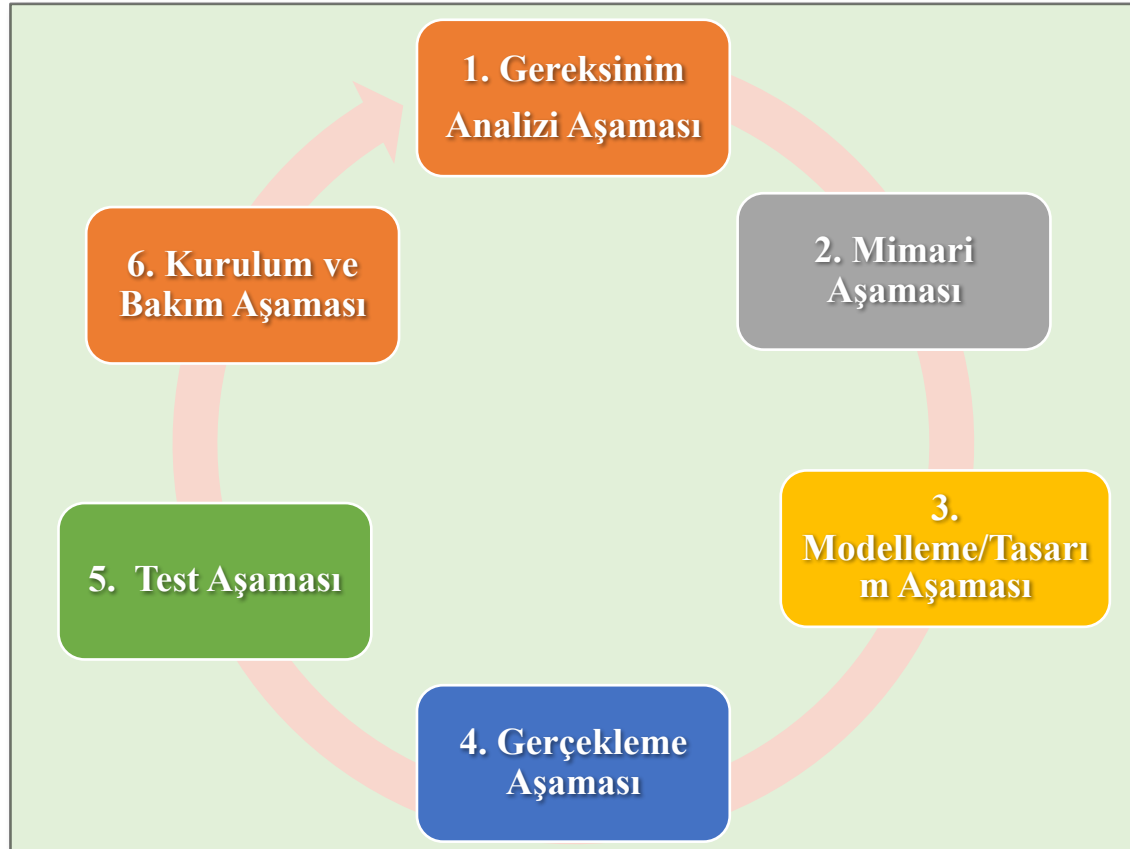 1. Gereksinim
Analizi Aşaması
2. Mimari
Aşaması
3.
Modelleme/Tasarı
m Aşaması
4. Gerçekleme
Aşaması
5. Test Aşaması
6. Kurulum ve
Bakım Aşaması